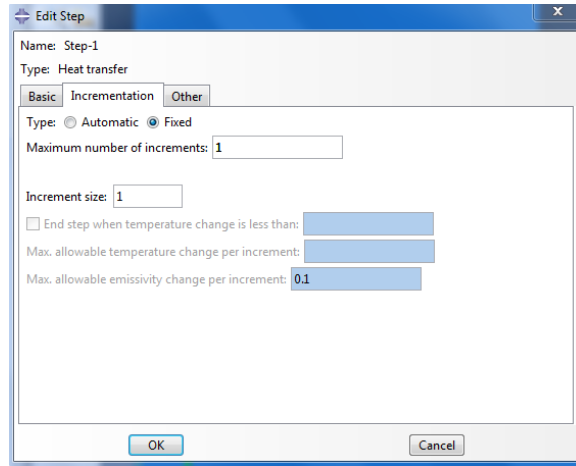 Edit Step
x
Name: Step-1
Type: Heat transfer
Basic Incrementation Other
Type: Automatic Fixed
Maximum number of increments: 1
Increment size: 1
End step when temperature change is less than:
Max. allowable temperature change per increment:
Max. allowable emissivity change per increment: 0.1
OK Cancel